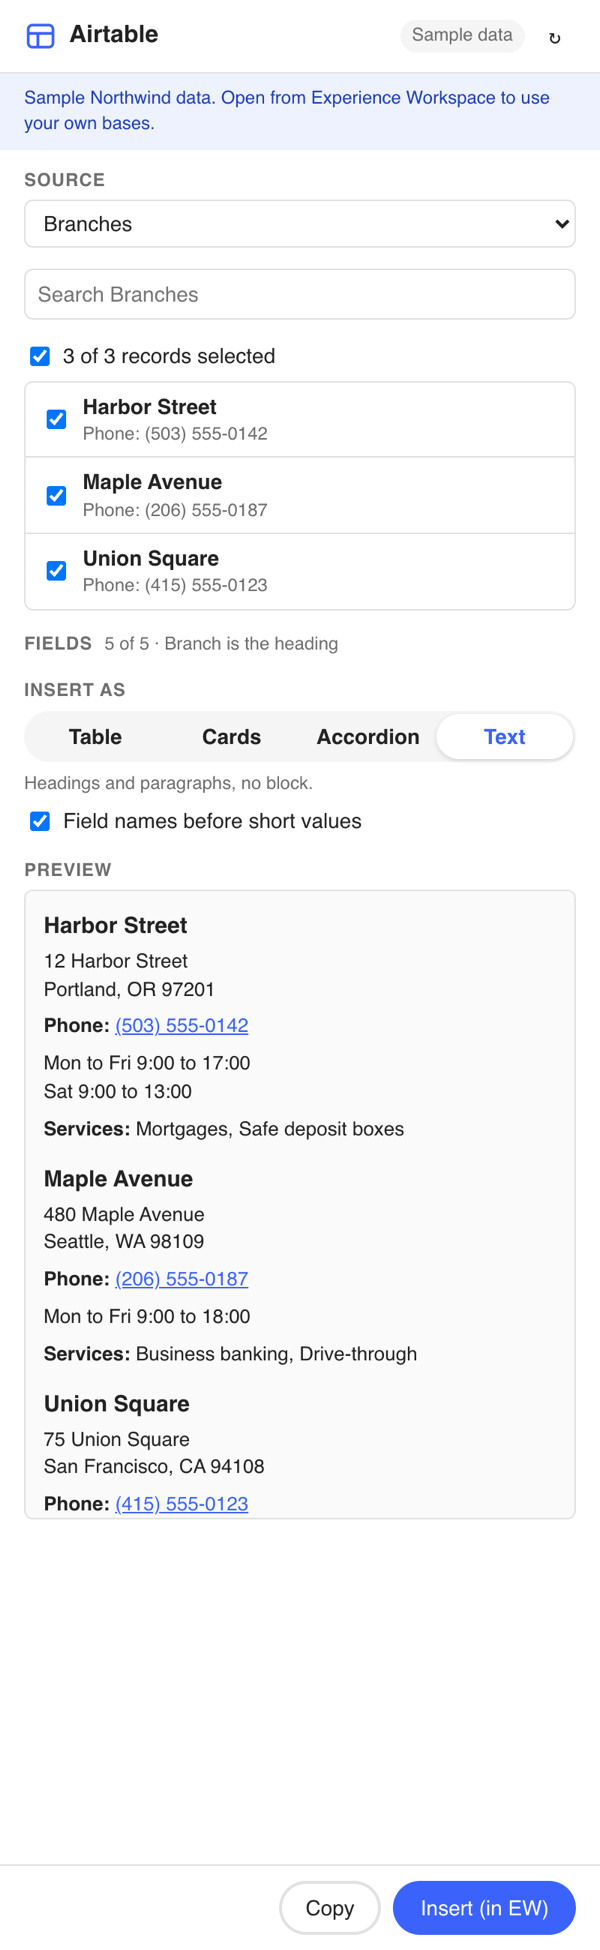 Airtable
Sample data
↻
Sample Northwind data. Open from Experience Workspace to use
your own bases.
SOURCE
Branches
Search Branches
3 of 3 records selected
Harbor Street
Phone: (503) 555-0142
Maple Avenue
Phone: (206) 555-0187
Union Square
Phone: (415) 555-0123
FIELDS 5 of 5 · Branch is the heading
INSERT AS
Table Cards Accordion Text
Headings and paragraphs, no block.
Field names before short values
PREVIEW
Harbor Street
12 Harbor Street
Portland, OR 97201
Phone: (503) 555-0142
Mon to Fri 9:00 to 17:00
Sat 9:00 to 13:00
Services: Mortgages, Safe deposit boxes
Maple Avenue
480 Maple Avenue
Seattle, WA 98109
Phone: (206) 555-0187
Mon to Fri 9:00 to 18:00
Services: Business banking, Drive-through
Union Square
75 Union Square
San Francisco, CA 94108
Phone: (415) 555-0123
Copy
Insert (in EW)